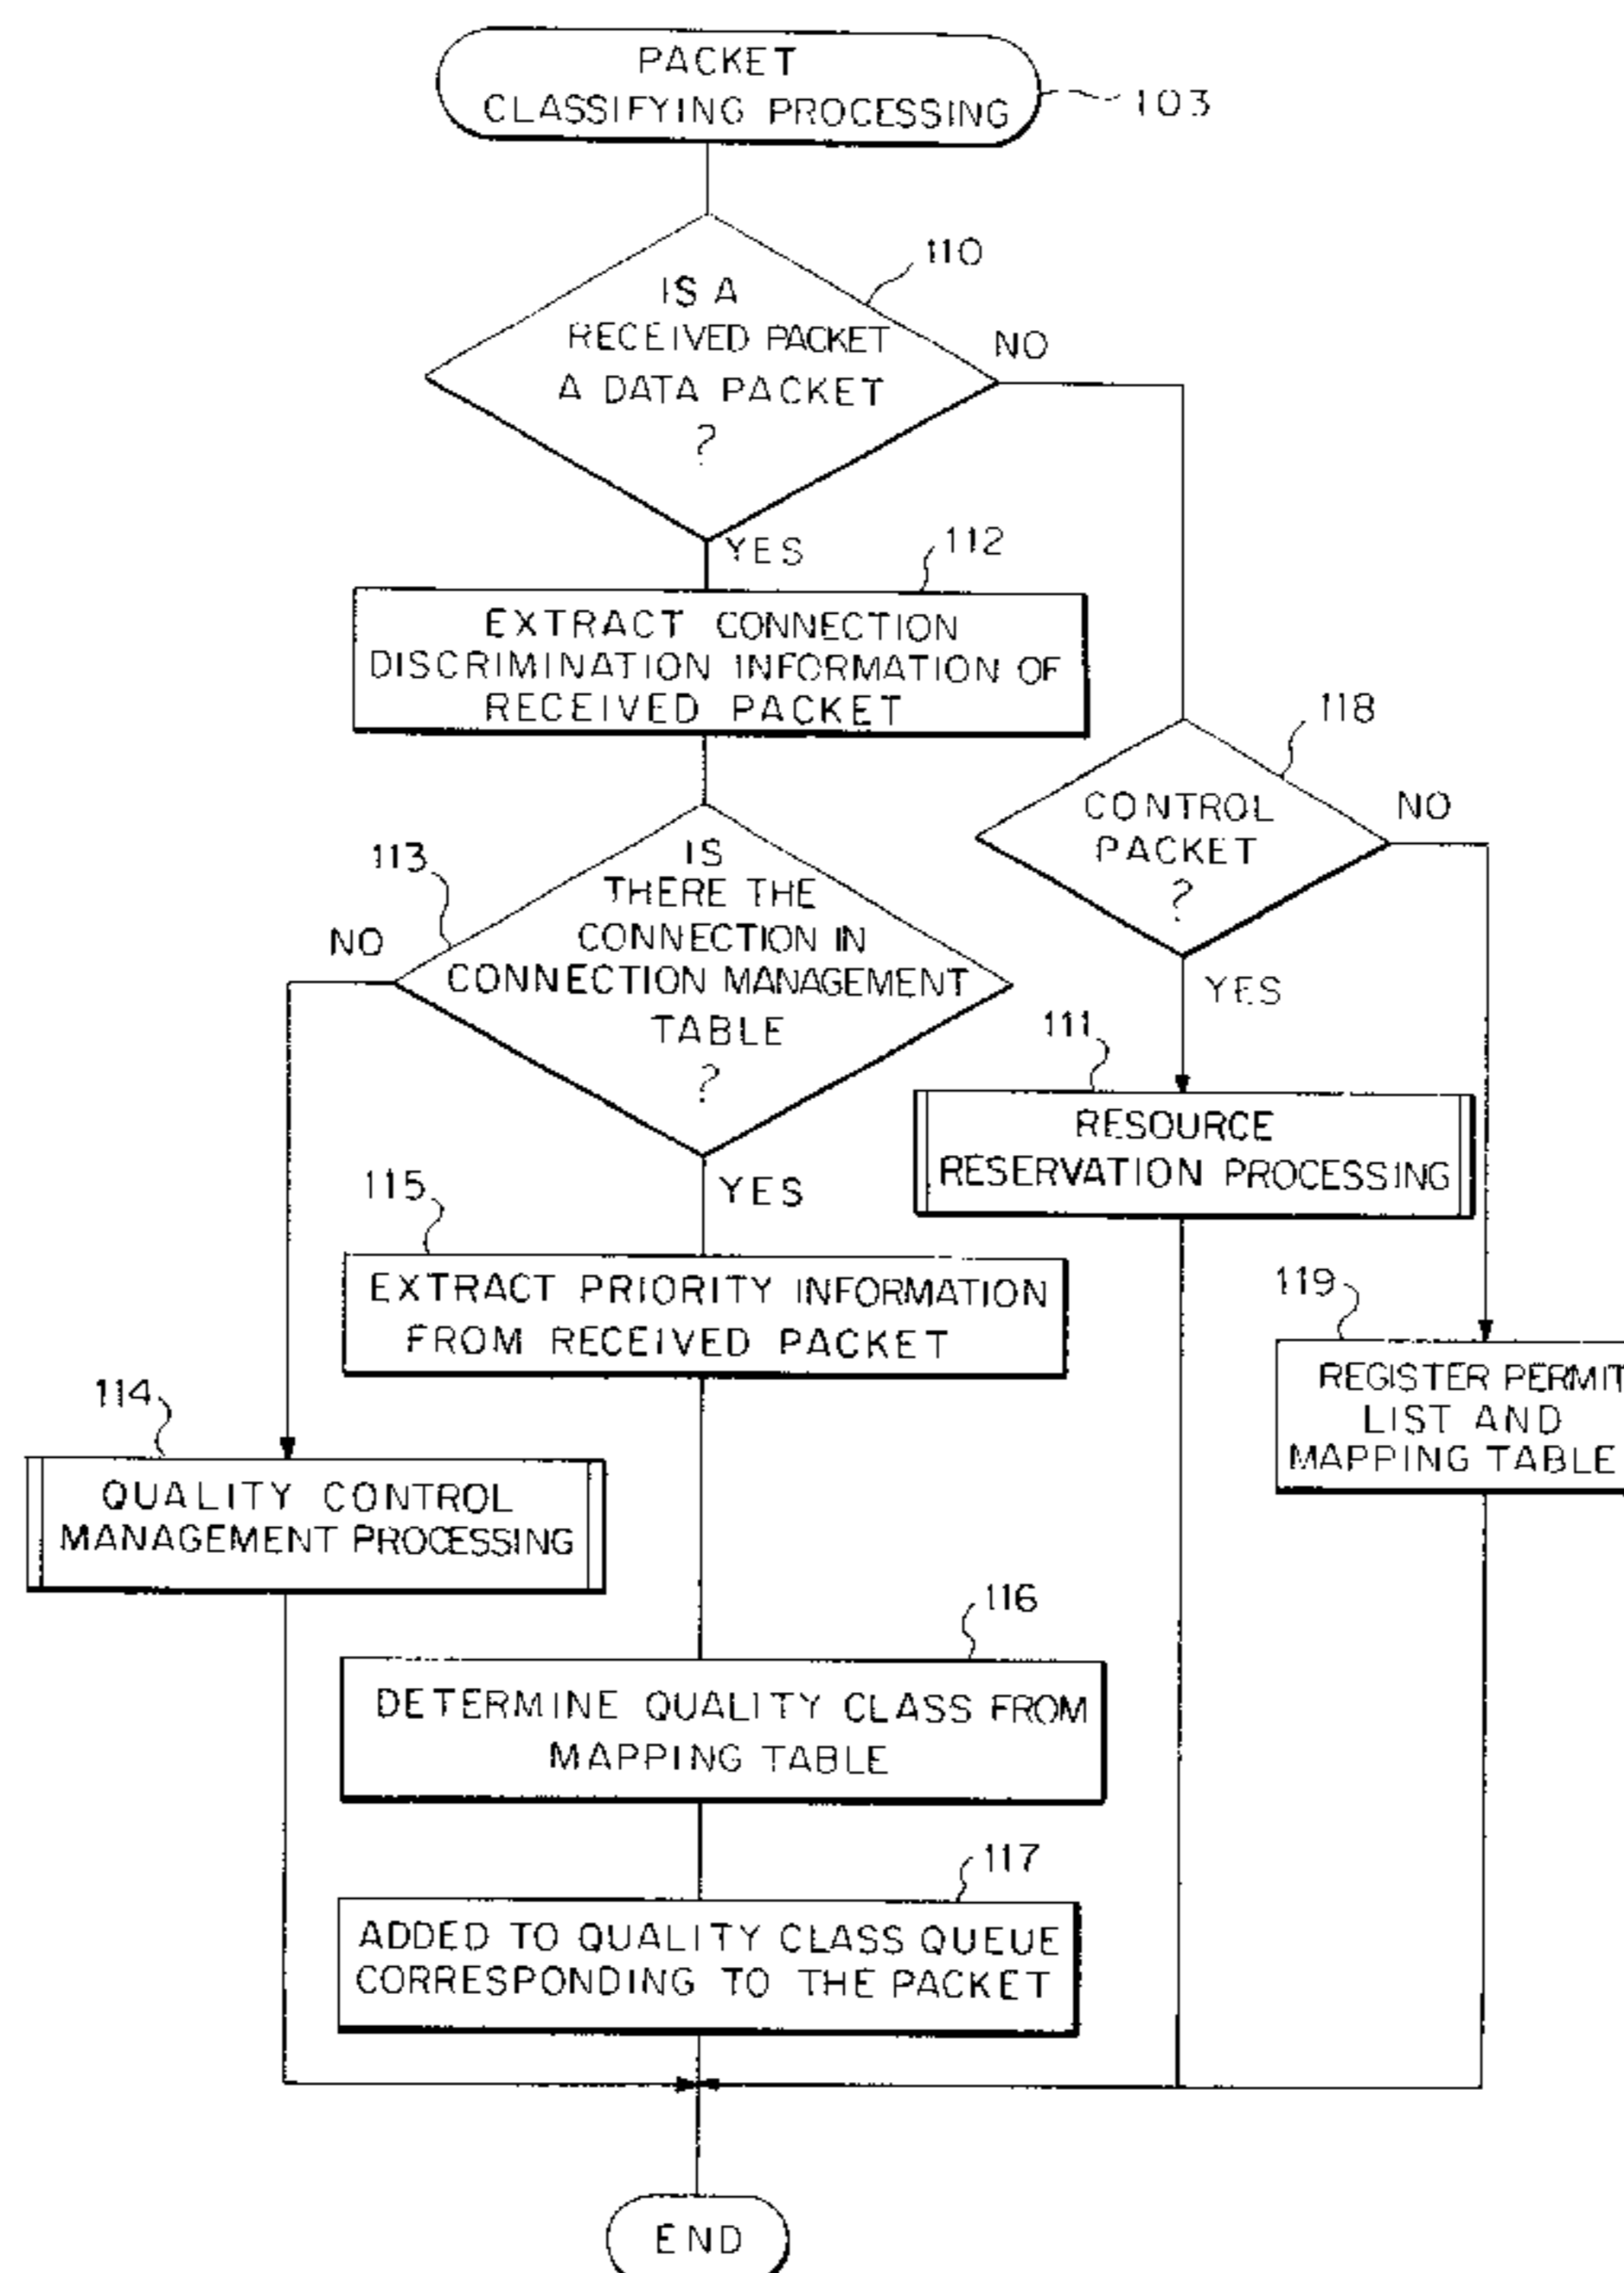 PACKET
CLASSIFYING PROCESSING
103
110
IS A
RECEIVED PACKET
A DATA PACKET
?
NO
YES
112
EXTRACT CONNECTION
DISCRIMINATION INFORMATION OF
RECEIVED PACKET
118
CONTROL
PACKET
?
NO
YES
113
IS
THERE THE
CONNECTION IN
CONNECTION MANAGEMENT
TABLE
?
NO
YES
111
RESOURCE
RESERVATION PROCESSING
115
EXTRACT PRIORITY INFORMATION
FROM RECEIVED PACKET
119
REGISTER PERMIT
LIST AND
MAPPING TABLE
114
QUALITY CONTROL
MANAGEMENT PROCESSING
116
DETERMINE QUALITY CLASS FROM
MAPPING TABLE
117
ADDED TO QUALITY CLASS QUEUE
CORRESPONDING TO THE PACKET
END